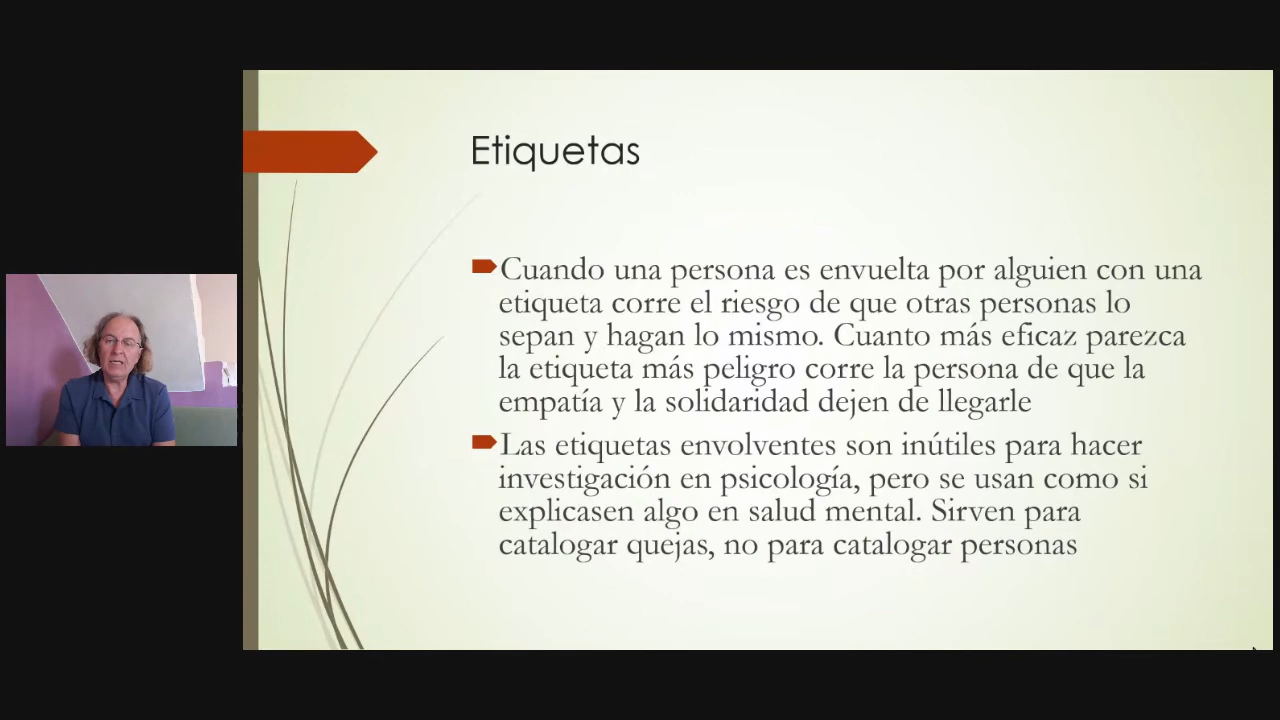 Etiquetas
Cuando una persona es envuelta por alguien con una
etiqueta corre el riesgo de que otras personas lo
sepan y hagan lo mismo. Cuanto más eficaz parezca
la etiqueta más peligro corre la persona de que la
empatía y la solidaridad dejen de llegarle
Las etiquetas envolventes son inútiles para hacer
investigación en psicología, pero se usan como si
explicasen algo en salud mental. Sirven para
catalogar quejas, no para catalogar personas